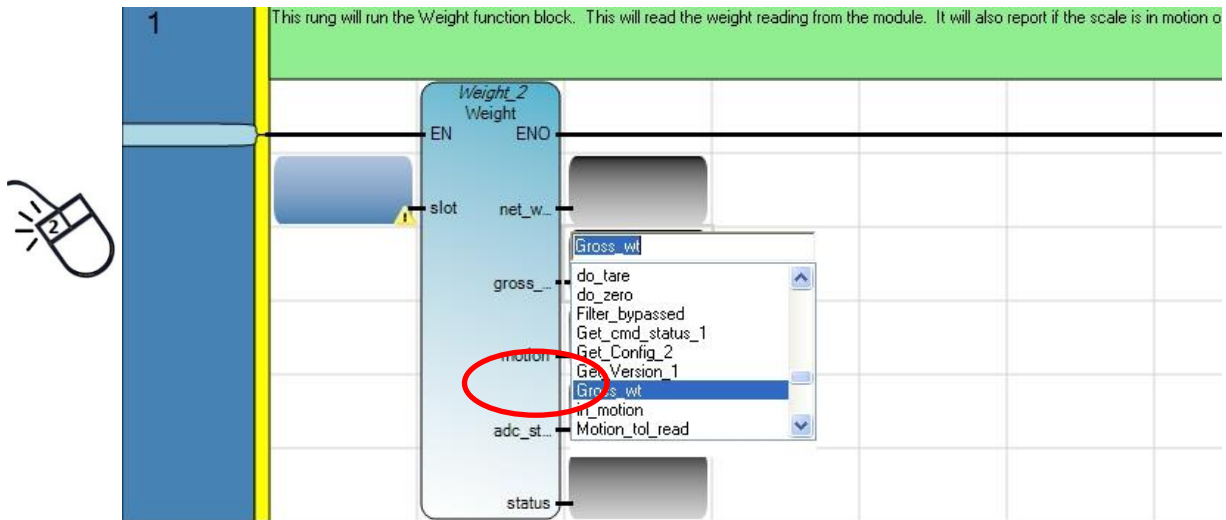 1
This rung will run the Weight function block. This will read the weight reading from the module. It will also report if the scale is in motion o
Weight_2
Weight
EN ENO
slot net_w...
Gross_wt
gross_... do_tare
do_zero
Filter_bypassed
Get_cmd_status_1
motion Get_Config_2
Get_Version_1
Gross_wt
in_motion
adc_st... Motion_tol_read
status
2